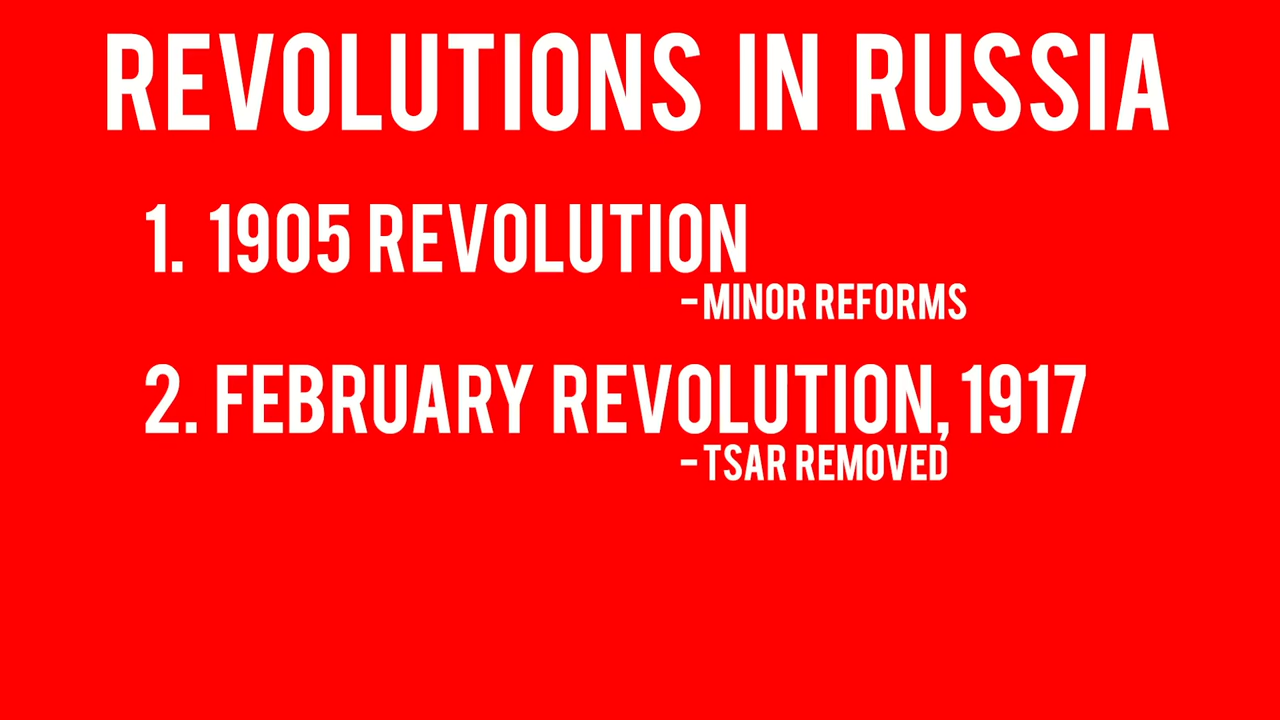 REVOLUTIONS IN RUSSIA
1. 1905 REVOLUTION
-MINOR REFORMS
2. FEBRUARY REVOLUTION, 1917
-TSAR REMOVED